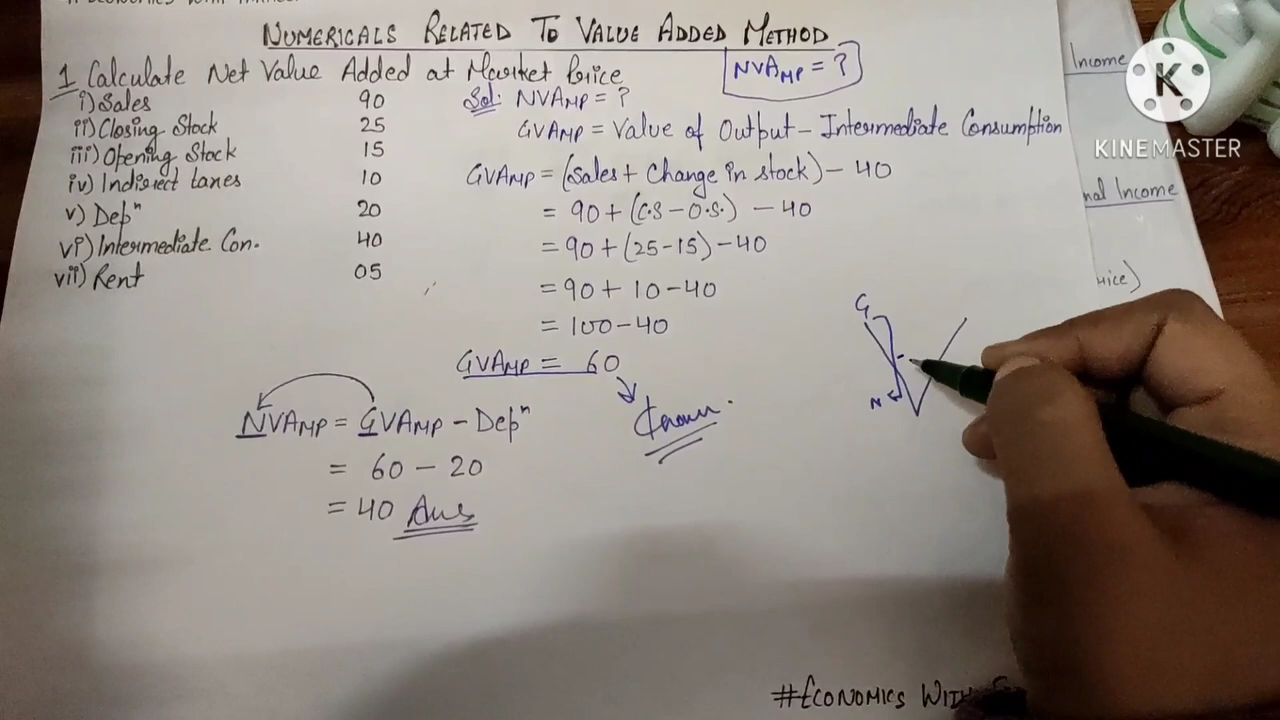 NUMERICALS RELATED TO VALUE ADDED METHOD
1 Calculate Net Value Added at Market Price
NVAMP = ?
i) Sales 90
ii) Closing Stock 25
iii) Opening Stock 15
iv) Indirect taxes 10
v) Depⁿ 20
vi) Intermediate Con. 40
vii) Rent 05
Sol: NVAMP = ?
GVAMP = Value of Output - Intermediate Consumption
GVAMP = (Sales + Change in stock) - 40
= 90 + (C.S - O.S.) - 40
= 90 + (25 - 15) - 40
= 90 + 10 - 40
= 100 - 40
GVAMP = 60
Known.
NVAMP = GVAMP - Depⁿ
= 60 - 20
= 40 Ans
G
N
Income
nal Income
rice)
K
KINEMASTER
#ECONOMICS WITH